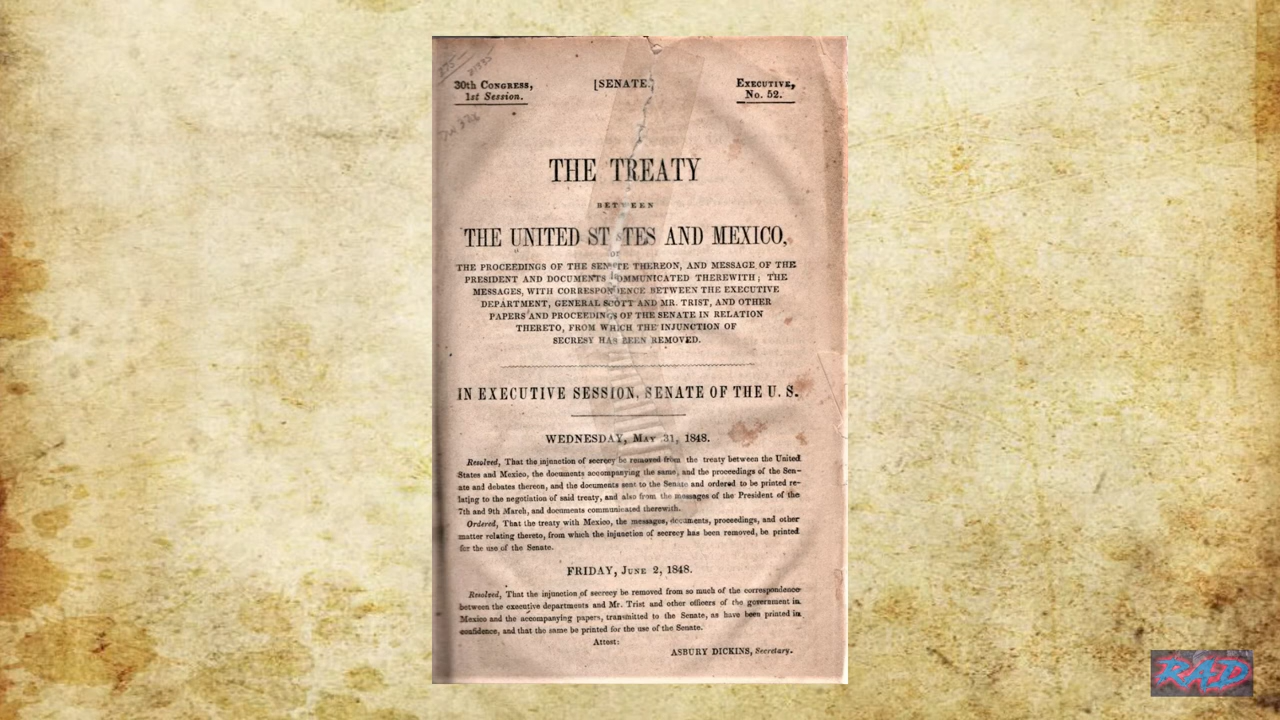 30th Congress, [SENATE.] Executive,
1st Session. No. 52.
THE TREATY
BETWEEN
THE UNITED STATES AND MEXICO,
THE PROCEEDINGS OF THE SENATE THEREON, AND MESSAGE OF THE
PRESIDENT AND DOCUMENTS COMMUNICATED THEREWITH; THE
MESSAGES, WITH CORRESPONDENCE BETWEEN THE EXECUTIVE
DEPARTMENT, GENERAL SCOTT AND MR. TRIST, AND OTHER
PAPERS AND PROCEEDINGS OF THE SENATE IN RELATION
THERETO, FROM WHICH THE INJUNCTION OF
SECRESY HAS BEEN REMOVED.
IN EXECUTIVE SESSION, SENATE OF THE U. S.
WEDNESDAY, May 31, 1848.
Resolved, That the injunction of secrecy be removed from the treaty between the United
States and Mexico, the documents accompanying the same, and the proceedings of the Sen-
ate and debates thereon, and the documents sent to the Senate and ordered to be printed re-
lating to the negotiation of said treaty, and also from the messages of the President of the
7th and 9th March, and documents communicated therewith.
Ordered, That the treaty with Mexico, the messages, documents, proceedings, and other
matter relating thereto, from which the injunction of secrecy has been removed, be printed
for the use of the Senate.
FRIDAY, June 2, 1848.
Resolved, That the injunction of secrecy be removed from so much of the correspondence
between the executive departments and Mr. Trist and other officers of the government in
Mexico and the accompanying papers, transmitted to the Senate, as have been printed in
confidence, and that the same be printed for the use of the Senate.
Attest:
ASBURY DICKINS, Secretary.
RAD